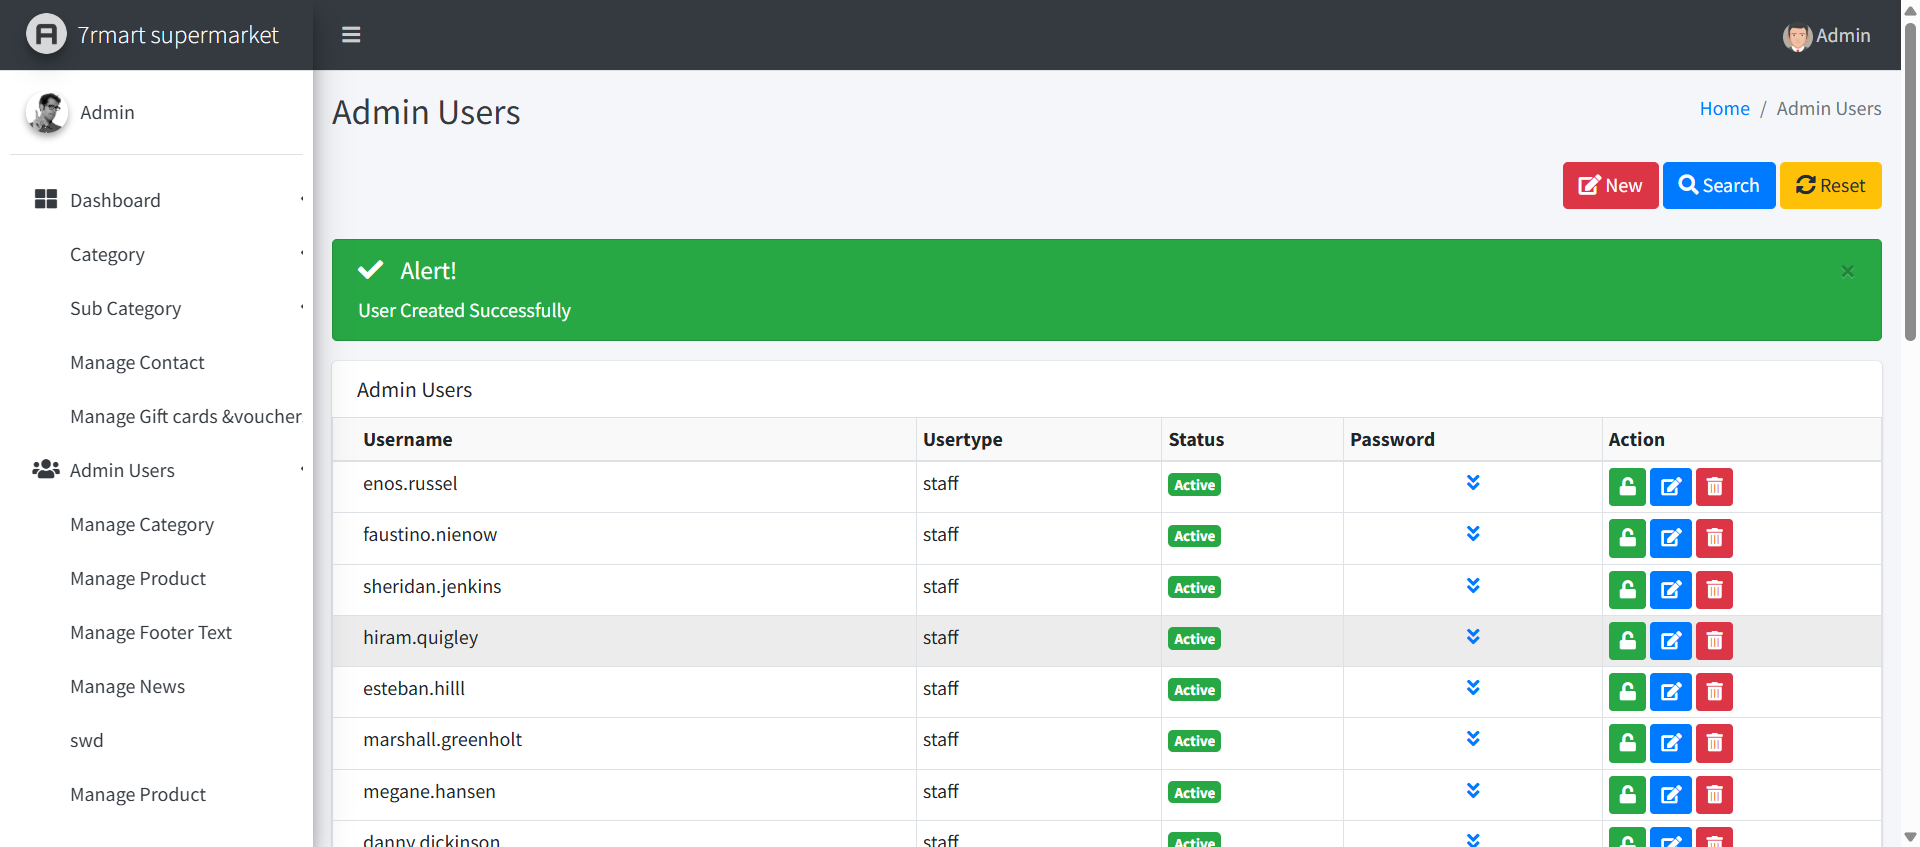 7rmart supermarket
Admin
Admin
Dashboard
Category
Sub Category
Manage Contact
Manage Gift cards &voucher
Admin Users
Manage Category
Manage Product
Manage Footer Text
Manage News
swd
Manage Product
Admin Users
Home / Admin Users
New Search Reset
Alert! ×
User Created Successfully
Admin Users
Username Usertype Status Password Action
enos.russel staff Active
faustino.nienow staff Active
sheridan.jenkins staff Active
hiram.quigley staff Active
esteban.hilll staff Active
marshall.greenholt staff Active
megane.hansen staff Active
danny.dickinson staff Active